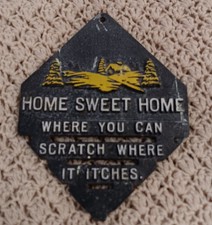 HOME SWEET HOME
WHERE YOU CAN
SCRATCH WHERE
IT ITCHES.